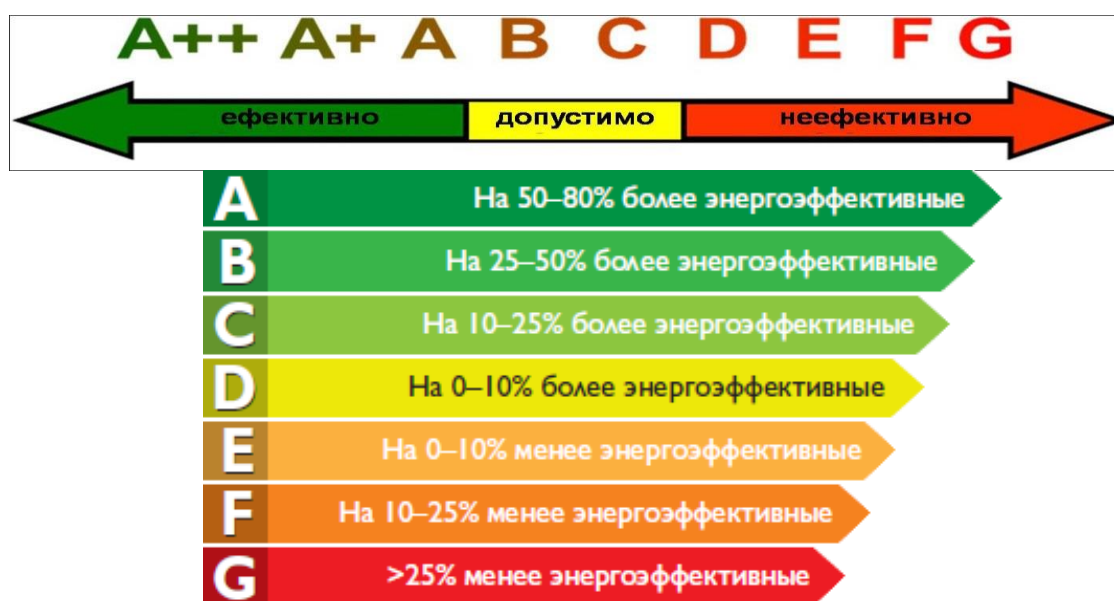 A++ A+ A B C D E F G
ефективно допустимо неефективно
A На 50–80% более энергоэффективные
B На 25–50% более энергоэффективные
C На 10–25% более энергоэффективные
D На 0–10% более энергоэффективные
E На 0–10% менее энергоэффективные
F На 10–25% менее энергоэффективные
G >25% менее энергоэффективные